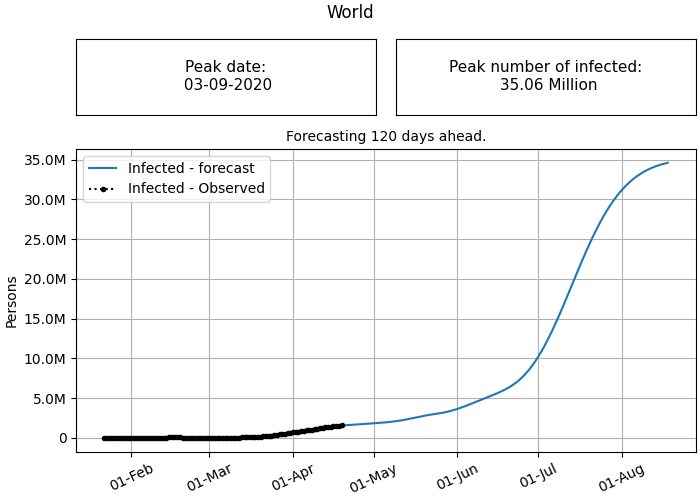 World
Peak date:
03-09-2020
Peak number of infected:
35.06 Million
Forecasting 120 days ahead.
Infected - forecast
Infected - Observed
35.0M
30.0M
25.0M
20.0M
15.0M
10.0M
5.0M
0
Persons
01-Feb
01-Mar
01-Apr
01-May
01-Jun
01-Jul
01-Aug